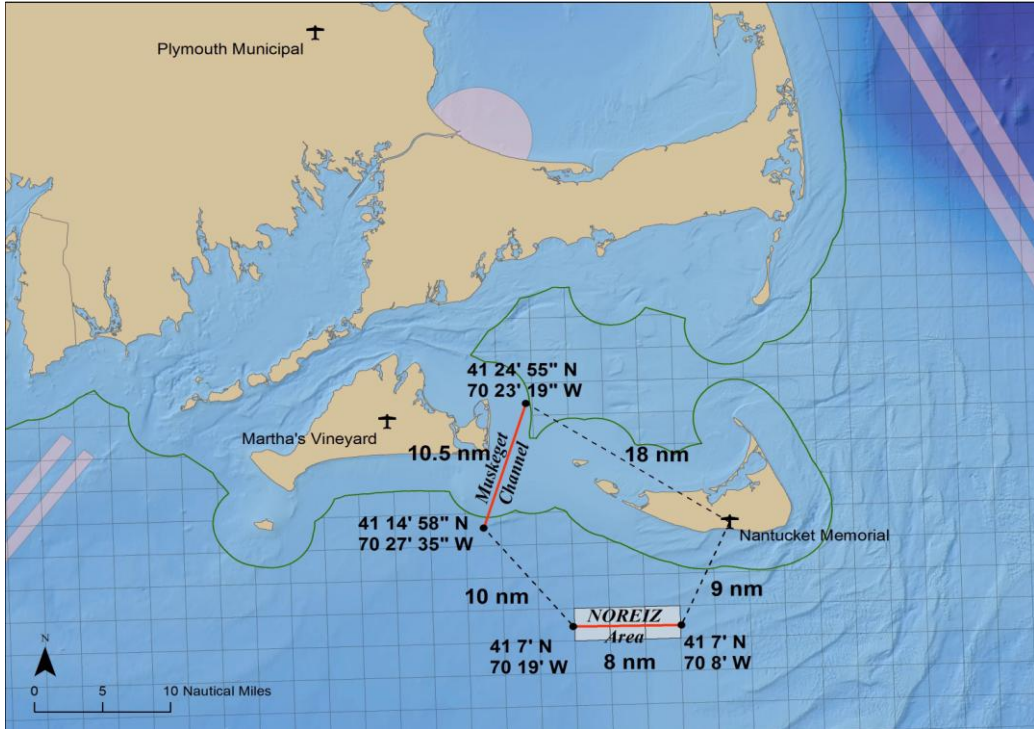 Plymouth Municipal
41 24' 55" N
70 23' 19" W
Martha's Vineyard
10.5 nm
Muskeget
Channel
18 nm
41 14' 58" N
70 27' 35" W
Nantucket Memorial
10 nm
9 nm
NOREIZ
Area
41 7' N
70 19' W
8 nm
41 7' N
70 8' W
N
0 5 10 Nautical Miles